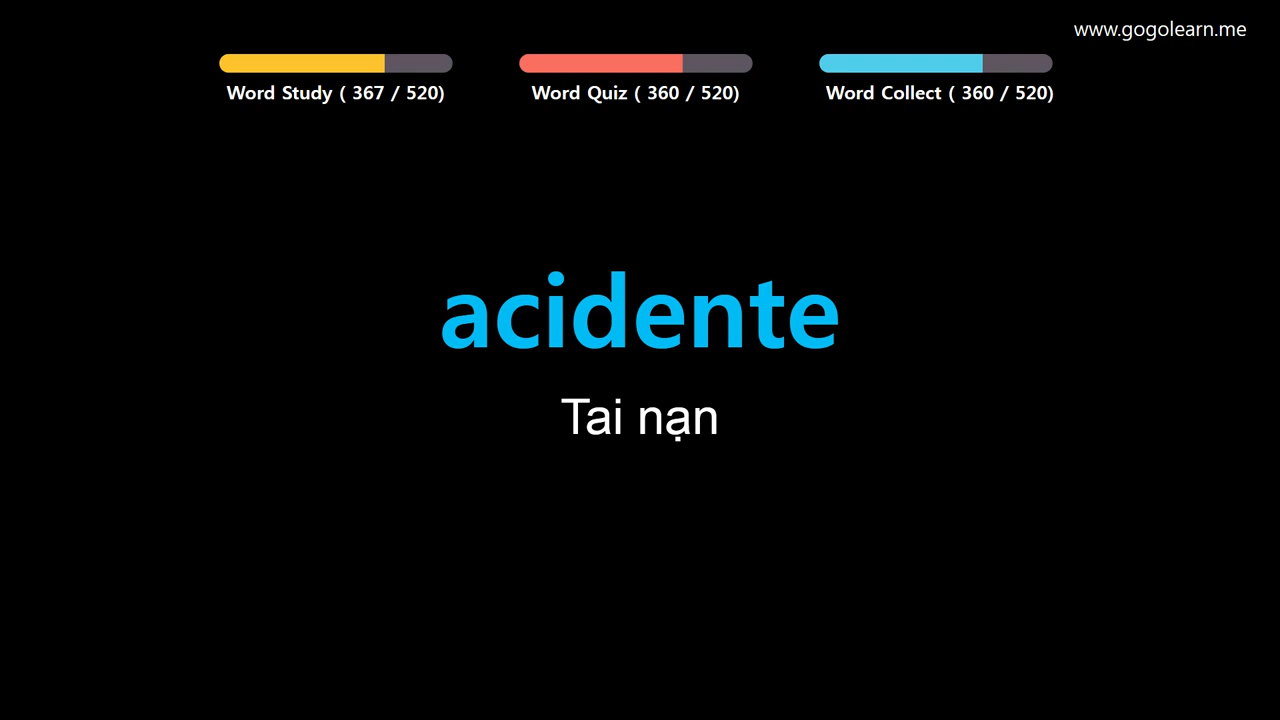 www.gogolearn.me
Word Study ( 367 / 520)
Word Quiz ( 360 / 520)
Word Collect ( 360 / 520)
acidente
Tai nạn